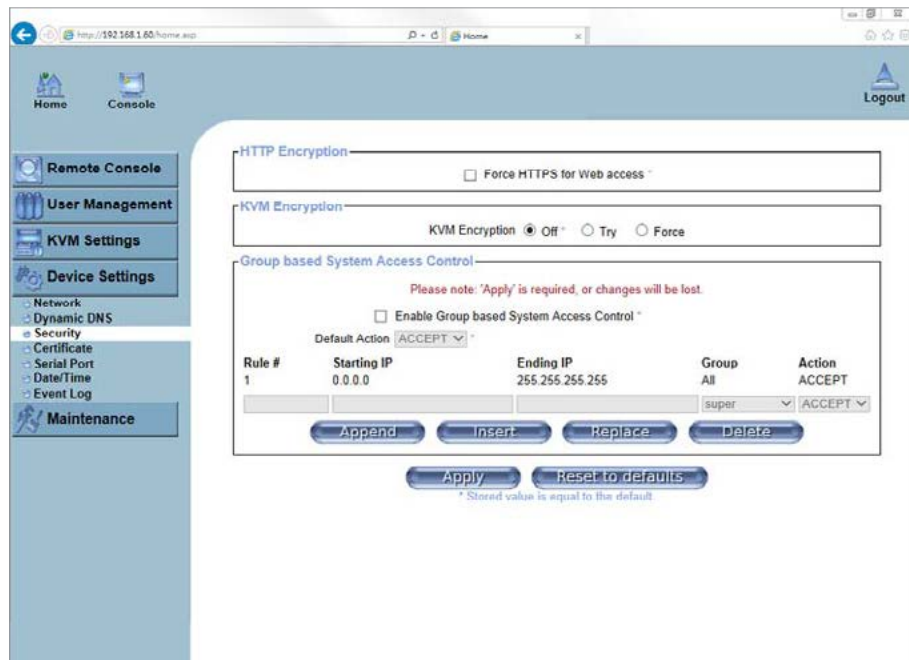 http://192.168.1.60/home.asp
Home
Home
Console
Logout
Remote Console
User Management
KVM Settings
Device Settings
Network
Dynamic DNS
Security
Certificate
Serial Port
Date/Time
Event Log
Maintenance
HTTP Encryption
Force HTTPS for Web access *
KVM Encryption
KVM Encryption Off * Try Force
Group based System Access Control
Please note: 'Apply' is required, or changes will be lost.
Enable Group based System Access Control *
Default Action ACCEPT *
Rule # Starting IP Ending IP Group Action
1 0.0.0.0 255.255.255.255 All ACCEPT
super ACCEPT
Append Insert Replace Delete
Apply Reset to defaults
* Stored value is equal to the default.